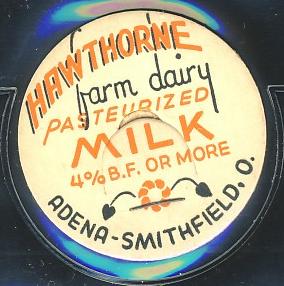 HAWTHORNE
farm dairy
PASTEURIZED
MILK
4% B.F. OR MORE
ADENA-SMITHFIELD, O.